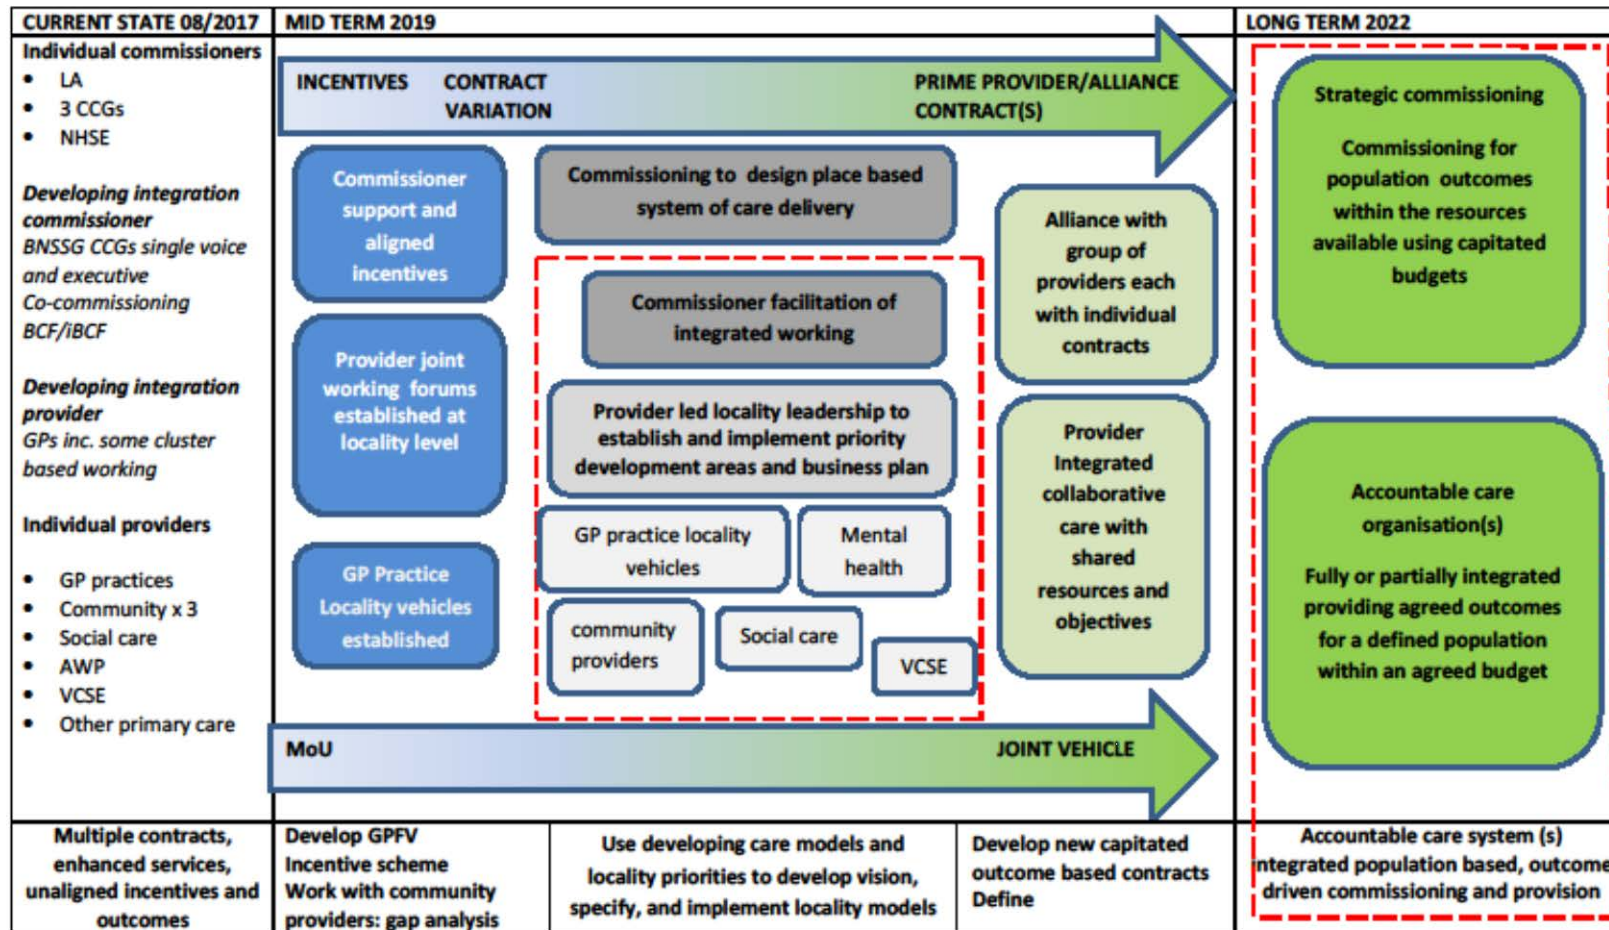 CURRENT STATE 08/2017
Individual commissioners
• LA
• 3 CCGs
• NHSE
Developing integration
commissioner
BNSSG CCGs single voice
and executive
Co-commissioning
BCF/iBCF
Developing integration
provider
GPs inc. some cluster
based working
Individual providers
• GP practices
• Community x 3
• Social care
• AWP
• VCSE
• Other primary care
Multiple contracts,
enhanced services,
unaligned incentives and
outcomes
MID TERM 2019
INCENTIVES
CONTRACT
VARIATION
PRIME PROVIDER/ALLIANCE
CONTRACT(S)
Commissioner
support and
aligned
incentives
Provider joint
working forums
established at
locality level
GP Practice
Locality vehicles
established
Commissioning to design place based
system of care delivery
Commissioner facilitation of
integrated working
Provider led locality leadership to
establish and implement priority
development areas and business plan
GP practice locality
vehicles
Mental
health
community
providers
Social care
VCSE
Alliance with
group of
providers each
with individual
contracts
Provider
Integrated
collaborative
care with
shared
resources and
objectives
MoU
JOINT VEHICLE
Develop GPFV
Incentive scheme
Work with community
providers: gap analysis
Use developing care models and
locality priorities to develop vision,
specify, and implement locality models
Develop new capitated
outcome based contracts
Define
LONG TERM 2022
Strategic commissioning
Commissioning for
population outcomes
within the resources
available using capitated
budgets
Accountable care
organisation(s)
Fully or partially integrated
providing agreed outcomes
for a defined population
within an agreed budget
Accountable care system (s)
integrated population based, outcome
driven commissioning and provision